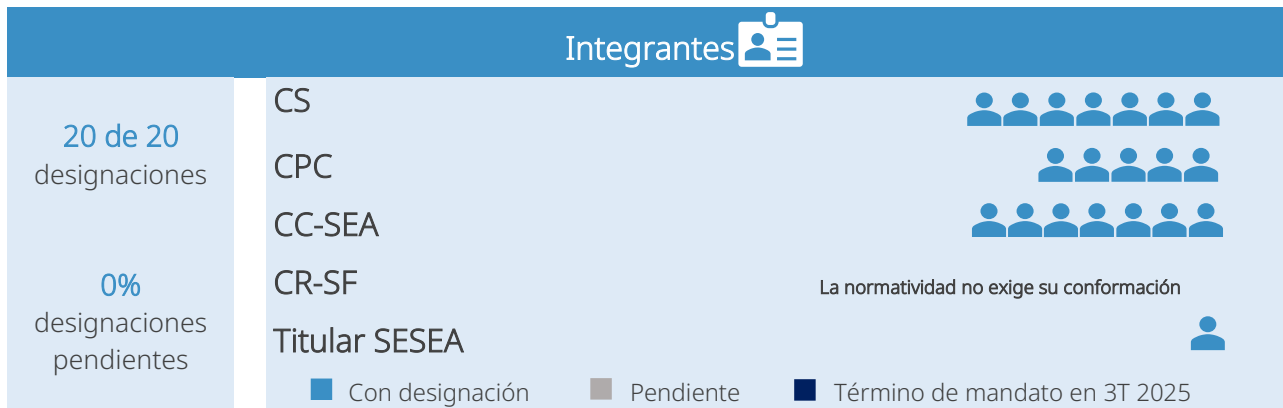 Integrantes
20 de 20
designaciones
0%
designaciones
pendientes
CS
CPC
CC-SEA
CR-SF
La normatividad no exige su conformación
Titular SESEA
Con designación
Pendiente
Término de mandato en 3T 2025